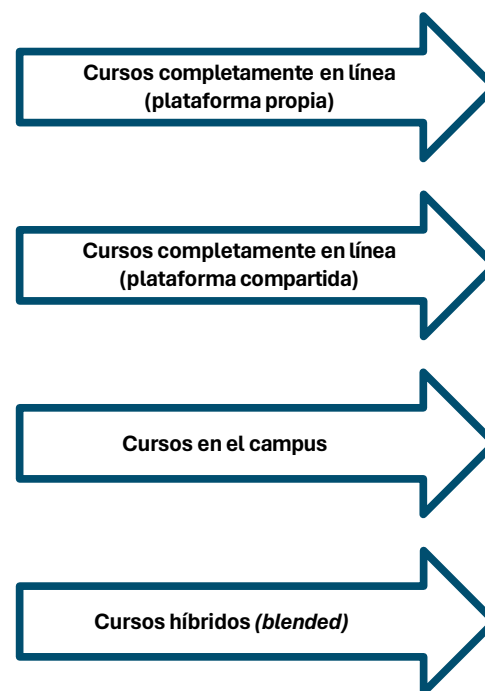 Cursos completamente en línea
(plataforma propia)
Cursos completamente en línea
(plataforma compartida)
Cursos en el campus
Cursos híbridos (blended)